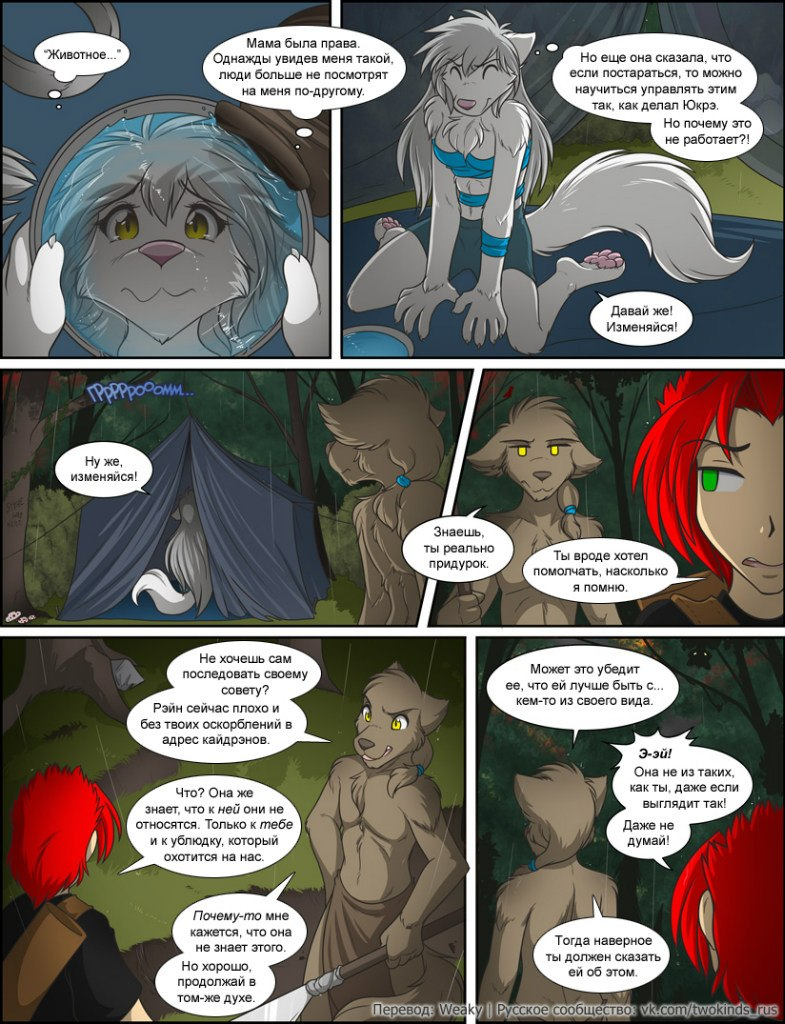 “Животное...”
Мама была права.
Однажды увидев меня такой,
люди больше не посмотрят
на меня по-другому.
Но еще она сказала, что
если постараться, то можно
научиться управлять этим
так, как делал Юкрэ.
Но почему это
не работает?!
Давай же!
Изменяйся!
ГРРРРрооомм...
Ну же,
изменяйся!
Знаешь,
ты реально
придурок.
Ты вроде хотел
помолчать, насколько
я помню.
Не хочешь сам
последовать своему
совету?
Рэйн сейчас плохо и
без твоих оскорблений в
адрес кайдрэнов.
Что? Она же
знает, что к ней они не
относятся. Только к тебе
и к ублюдку, который
охотится на нас.
Почему-то мне
кажется, что она
не знает этого.
Но хорошо,
продолжай в
том-же духе.
Может это убедит
ее, что ей лучше быть с...
кем-то из своего вида.
Э-эй!
Она не из таких,
как ты, даже если
выглядит так!
Даже не
думай!
Тогда наверное
ты должен сказать
ей об этом.
Перевод: Weaky | Русское сообщество: vk.com/twokinds_rus